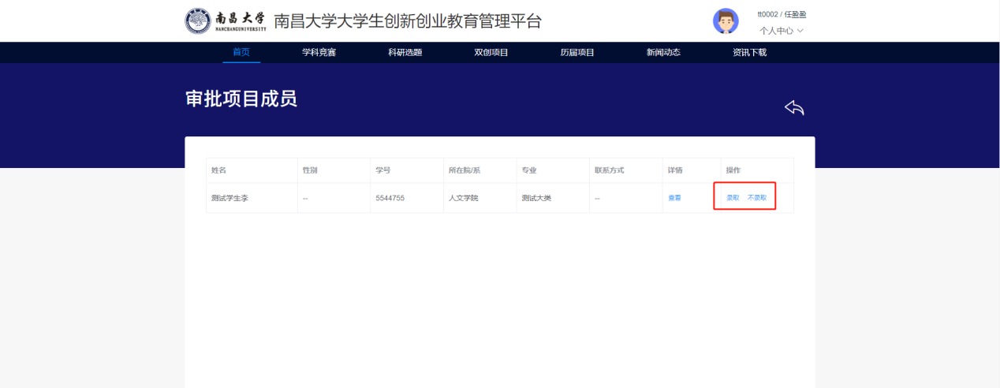 南昌大学 南昌大学大学生创新创业教育管理平台 tt0002 / 任盈盈
NANCHANGUNIVERSITY 个人中心
首页 学科竞赛 科研选题 双创项目 历届项目 新闻动态 资讯下载
审批项目成员
姓名 性别 学号 所在院/系 专业 联系方式 详情 操作
测试学生李 -- 5544755 人文学院 测试大类 -- 查看 录取 不录取